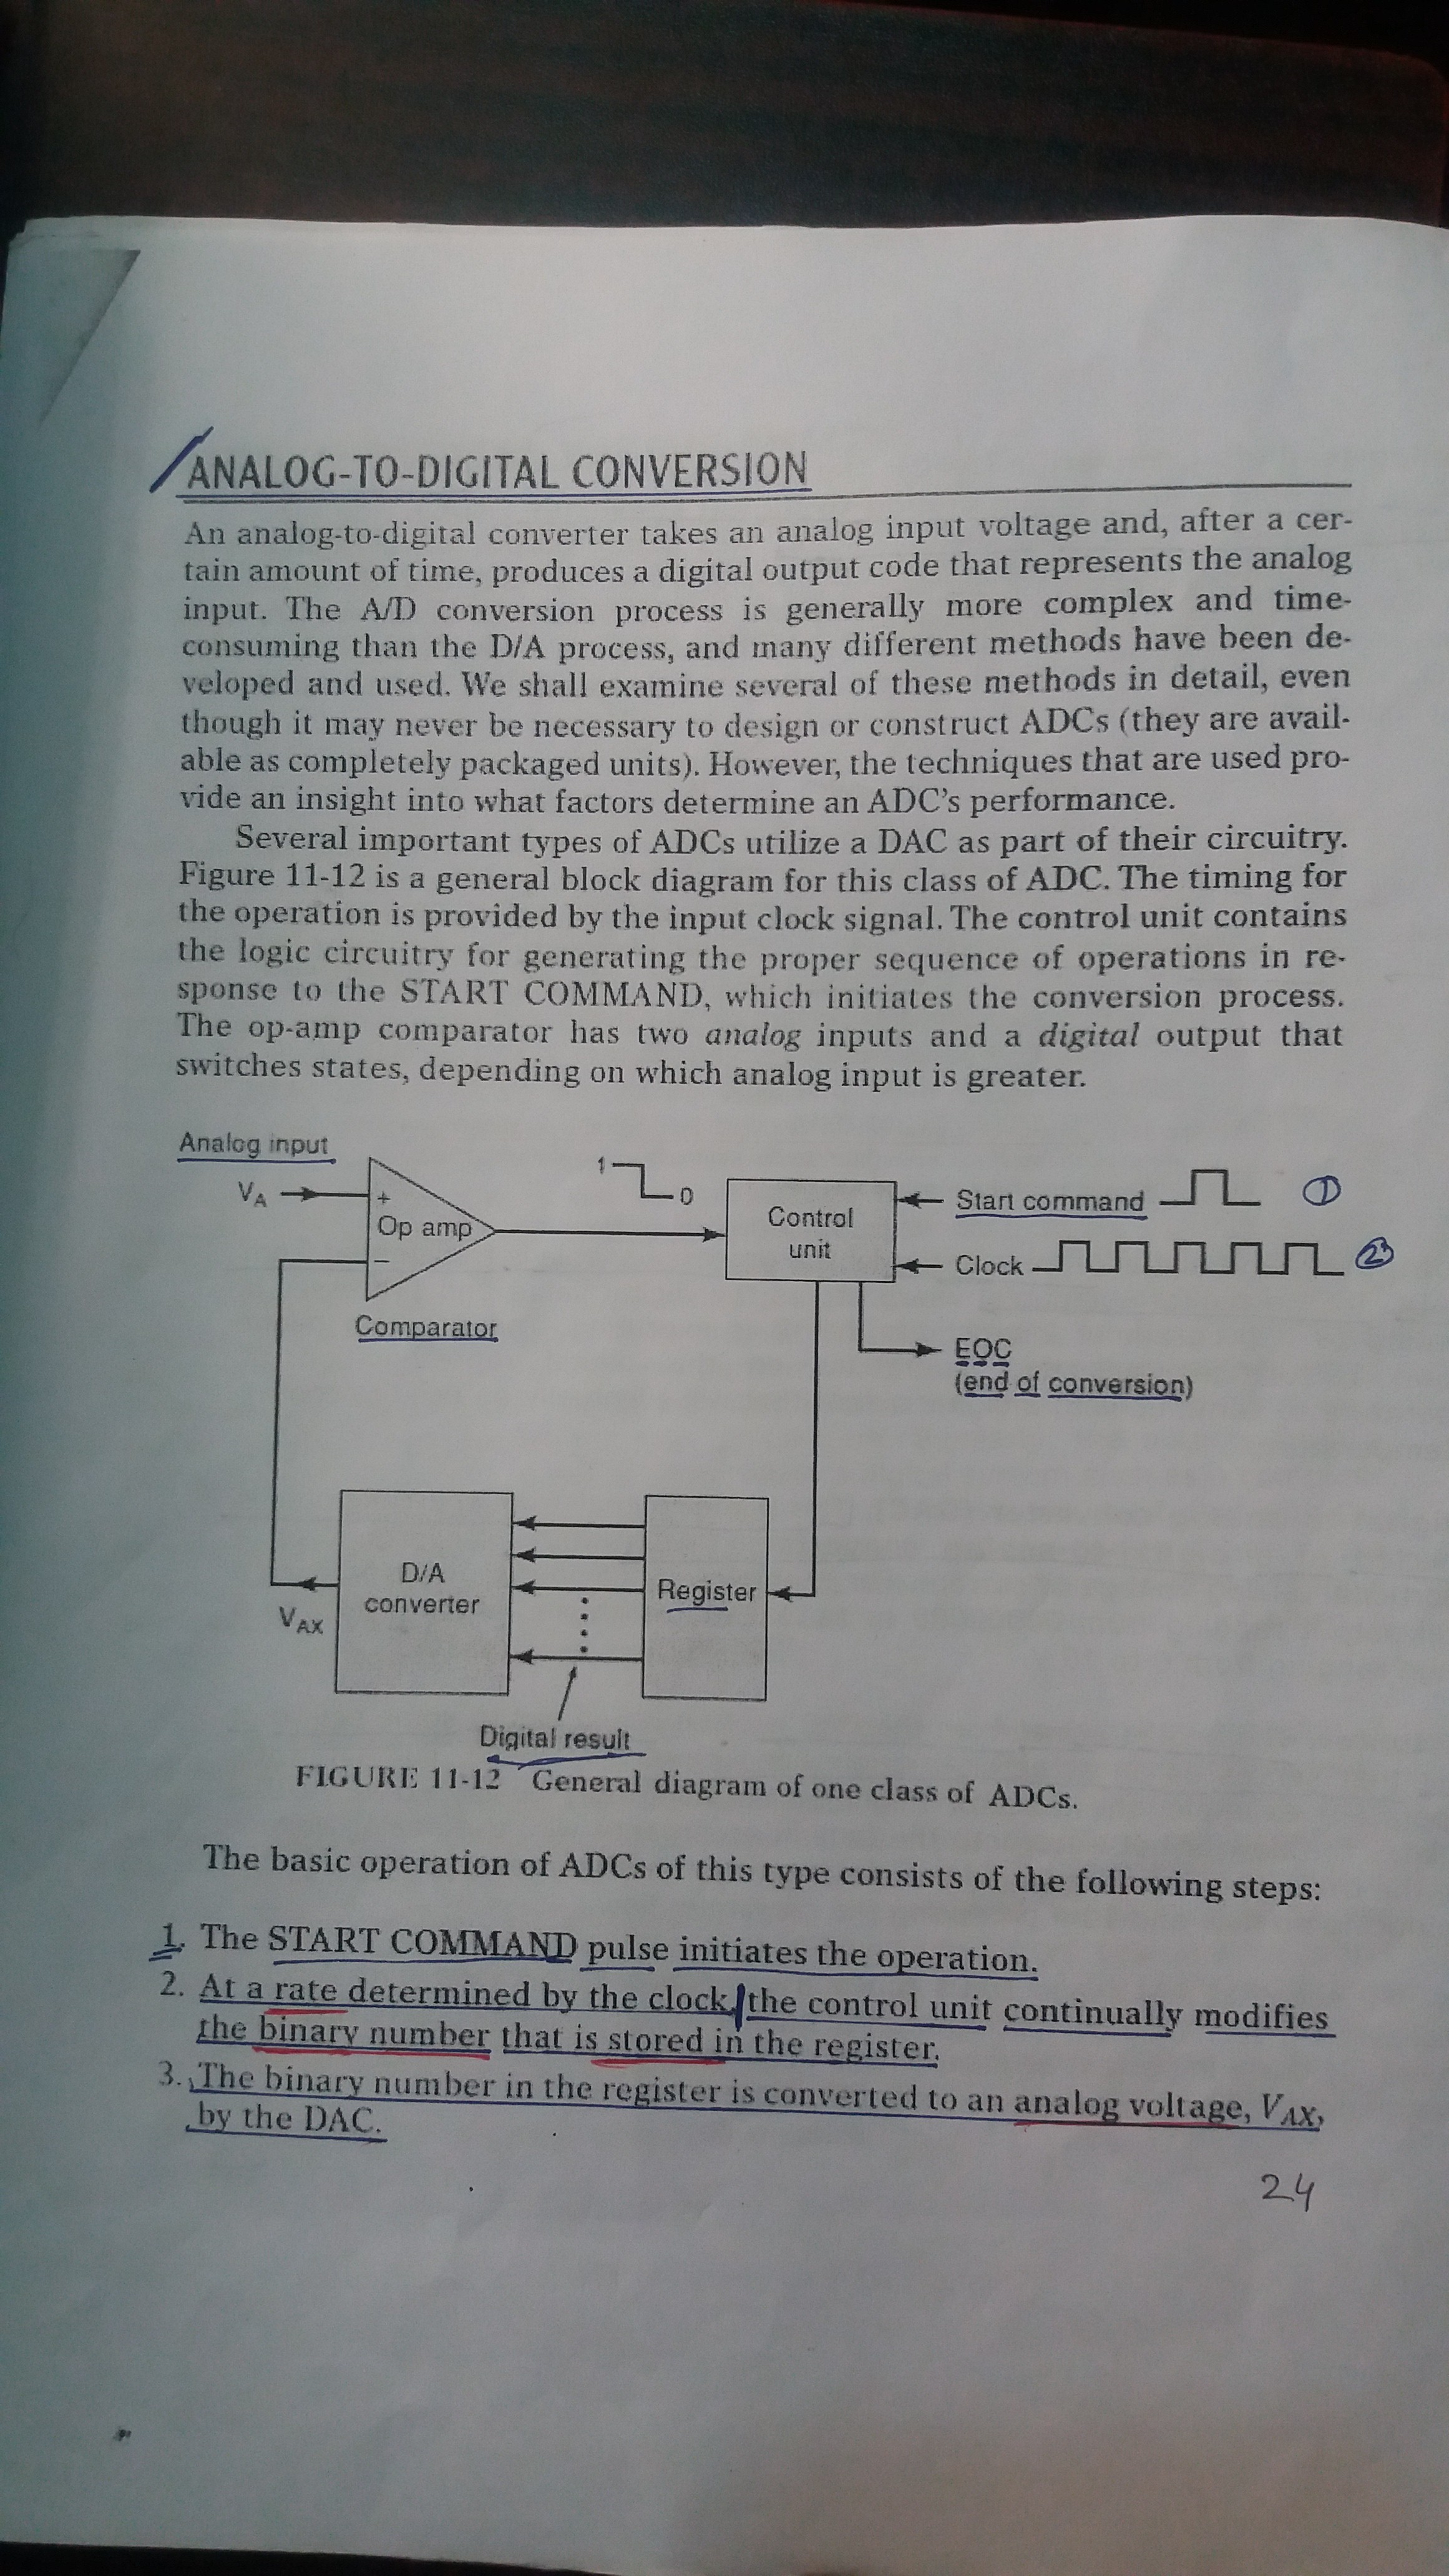 ANALOG-TO-DIGITAL CONVERSION
An analog-to-digital converter takes an analog input voltage and, after a cer-
tain amount of time, produces a digital output code that represents the analog
input. The A/D conversion process is generally more complex and time-
consuming than the D/A process, and many different methods have been de-
veloped and used. We shall examine several of these methods in detail, even
though it may never be necessary to design or construct ADCs (they are avail-
able as completely packaged units). However, the techniques that are used pro-
vide an insight into what factors determine an ADC's performance.
Several important types of ADCs utilize a DAC as part of their circuitry.
Figure 11-12 is a general block diagram for this class of ADC. The timing for
the operation is provided by the input clock signal. The control unit contains
the logic circuitry for generating the proper sequence of operations in re-
sponse to the START COMMAND, which initiates the conversion process.
The op-amp comparator has two analog inputs and a digital output that
switches states, depending on which analog input is greater.
Analog input
VA
+
Op amp
−
Comparator
1
0
Control
unit
Start command
1
Clock
2
EOC
(end of conversion)
D/A
converter
Register
VAX
Digital result
FIGURE 11-12 General diagram of one class of ADCs.
The basic operation of ADCs of this type consists of the following steps:
1. The START COMMAND pulse initiates the operation.
2. At a rate determined by the clock, the control unit continually modifies
the binary number that is stored in the register.
3. The binary number in the register is converted to an analog voltage, VAX,
by the DAC.
24